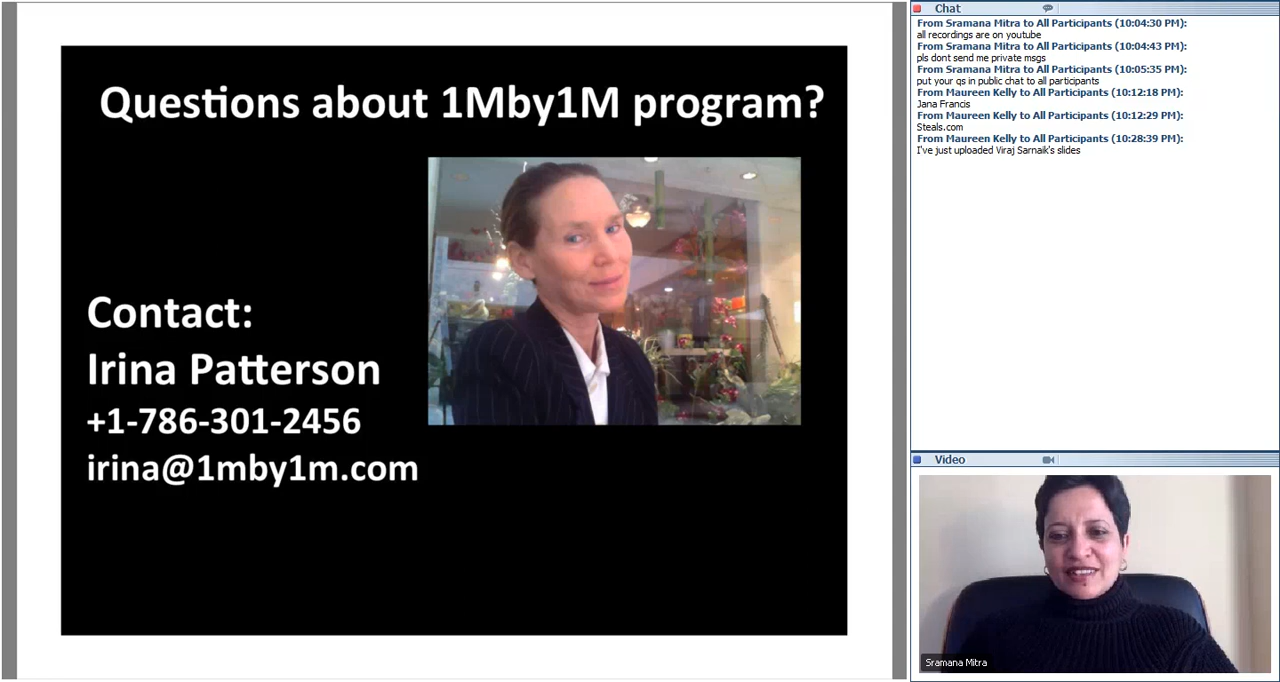 Questions about 1Mby1M program?
Contact:
Irina Patterson
+1-786-301-2456
irina@1mby1m.com
Chat
From Sramana Mitra to All Participants (10:04:30 PM):
all recordings are on youtube
From Sramana Mitra to All Participants (10:04:43 PM):
pls dont send me private msgs
From Sramana Mitra to All Participants (10:05:35 PM):
put your qs in public chat to all participants
From Maureen Kelly to All Participants (10:12:18 PM):
Jana Francis
From Maureen Kelly to All Participants (10:12:29 PM):
Steals.com
From Maureen Kelly to All Participants (10:28:39 PM):
I've just uploaded Viraj Sarnaik's slides
Video
Sramana Mitra